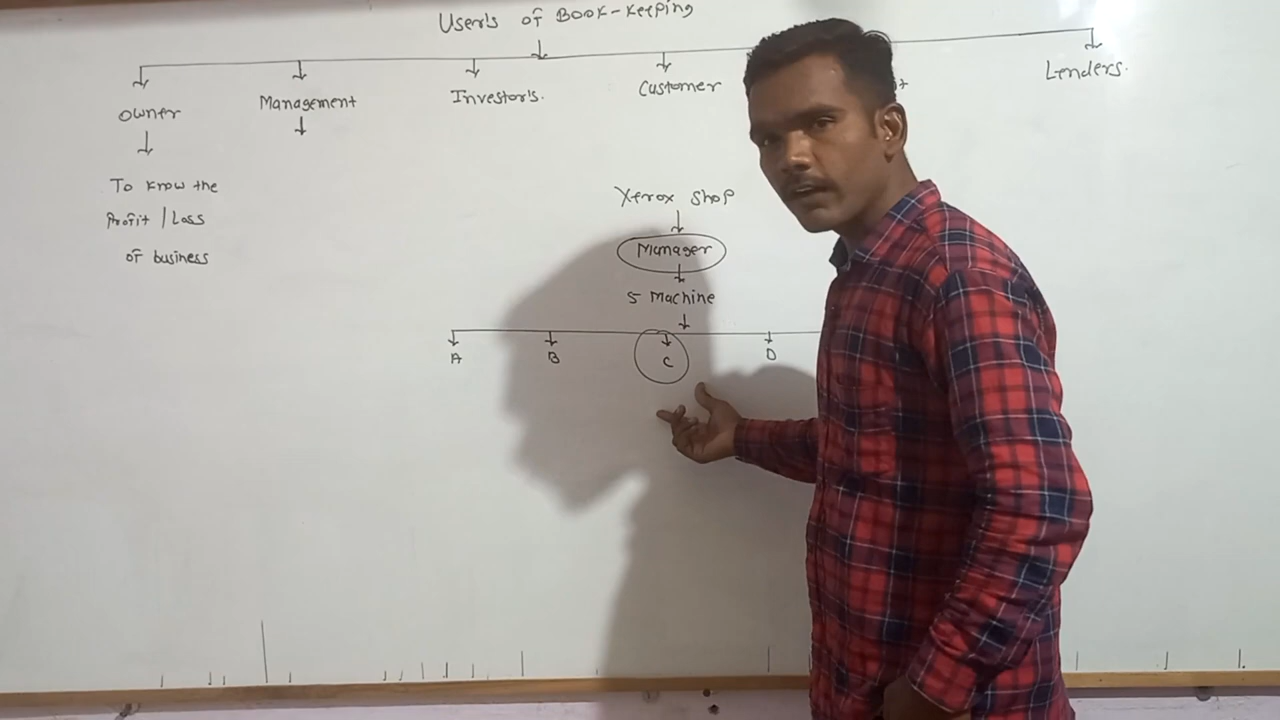 User's of Book-keeping
Owner Management Investor's. Customer Lenders.
To know the
Profit / Loss
of business
Xerox shop
Manager
5 Machine
A B C D